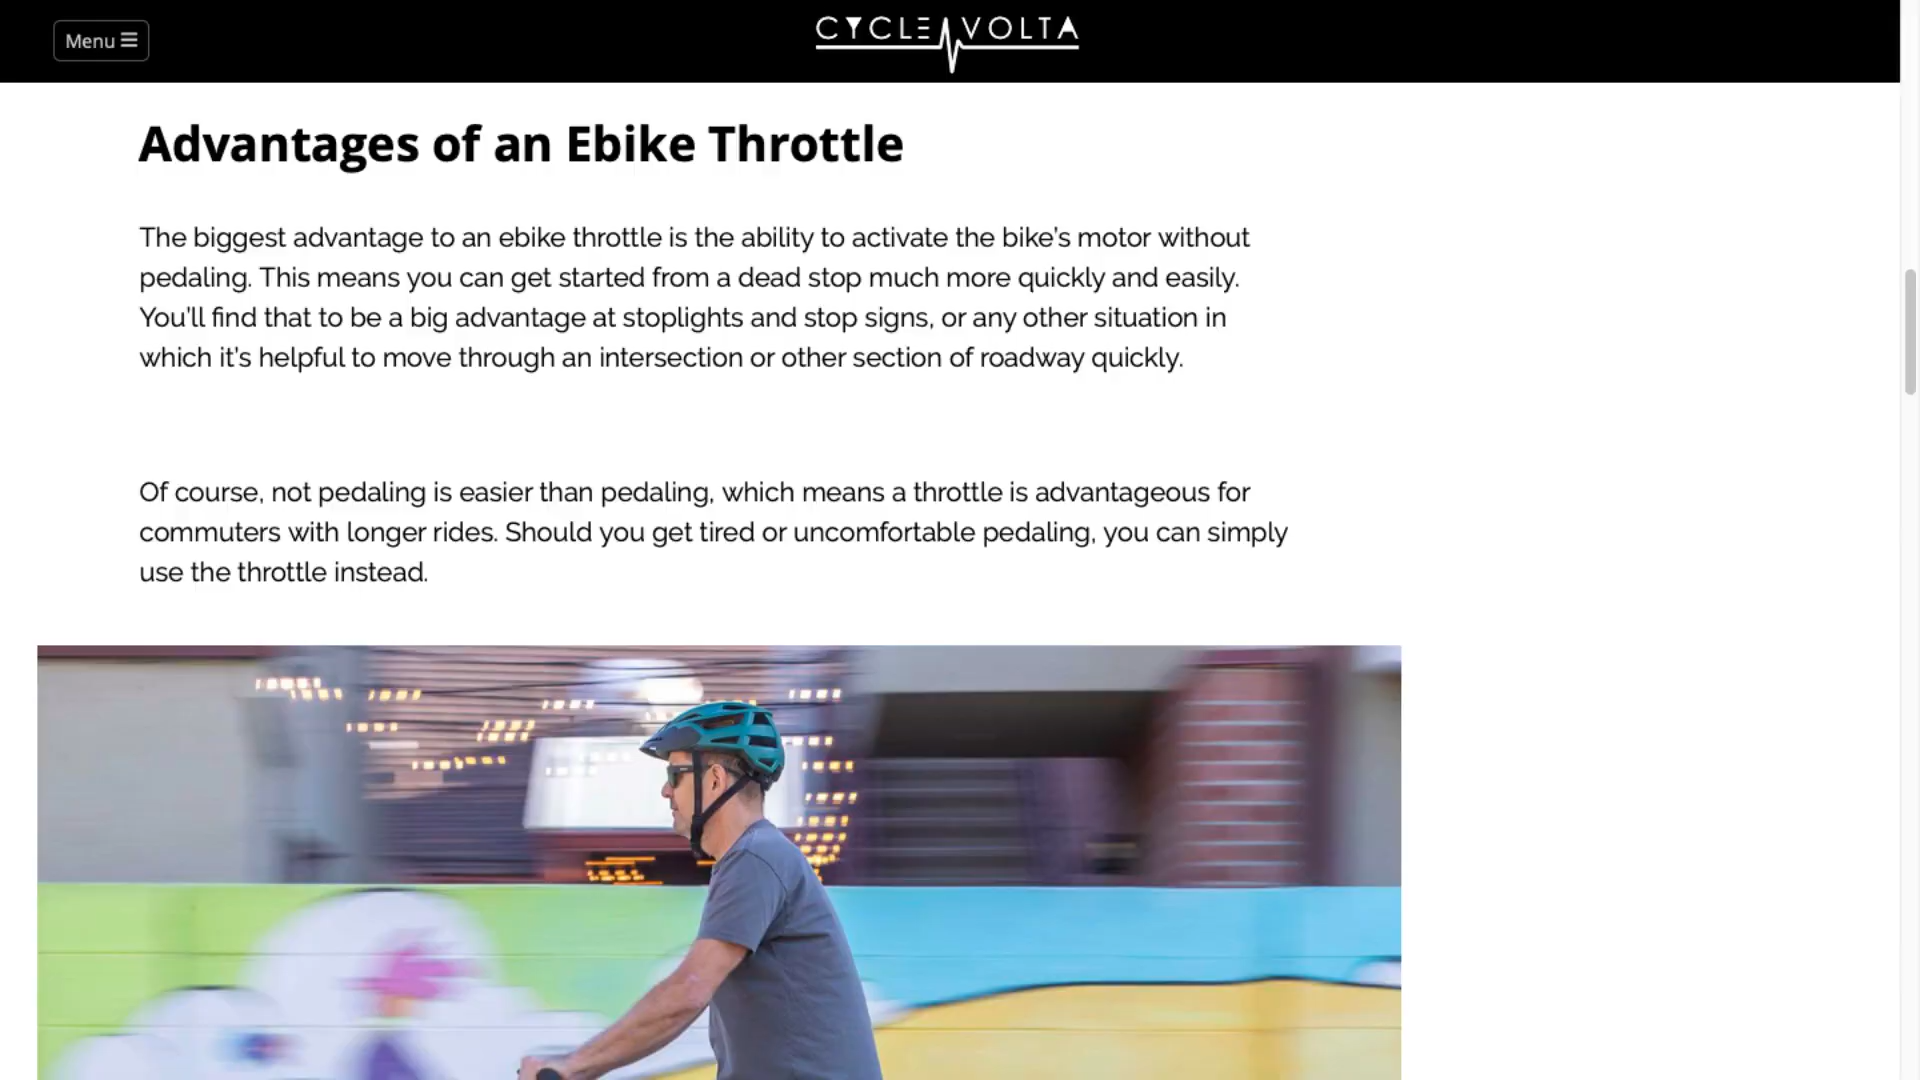 Menu
CYCLE VOLTA
Advantages of an Ebike Throttle
The biggest advantage to an ebike throttle is the ability to activate the bike’s motor without
pedaling. This means you can get started from a dead stop much more quickly and easily.
You’ll find that to be a big advantage at stoplights and stop signs, or any other situation in
which it’s helpful to move through an intersection or other section of roadway quickly.
Of course, not pedaling is easier than pedaling, which means a throttle is advantageous for
commuters with longer rides. Should you get tired or uncomfortable pedaling, you can simply
use the throttle instead.